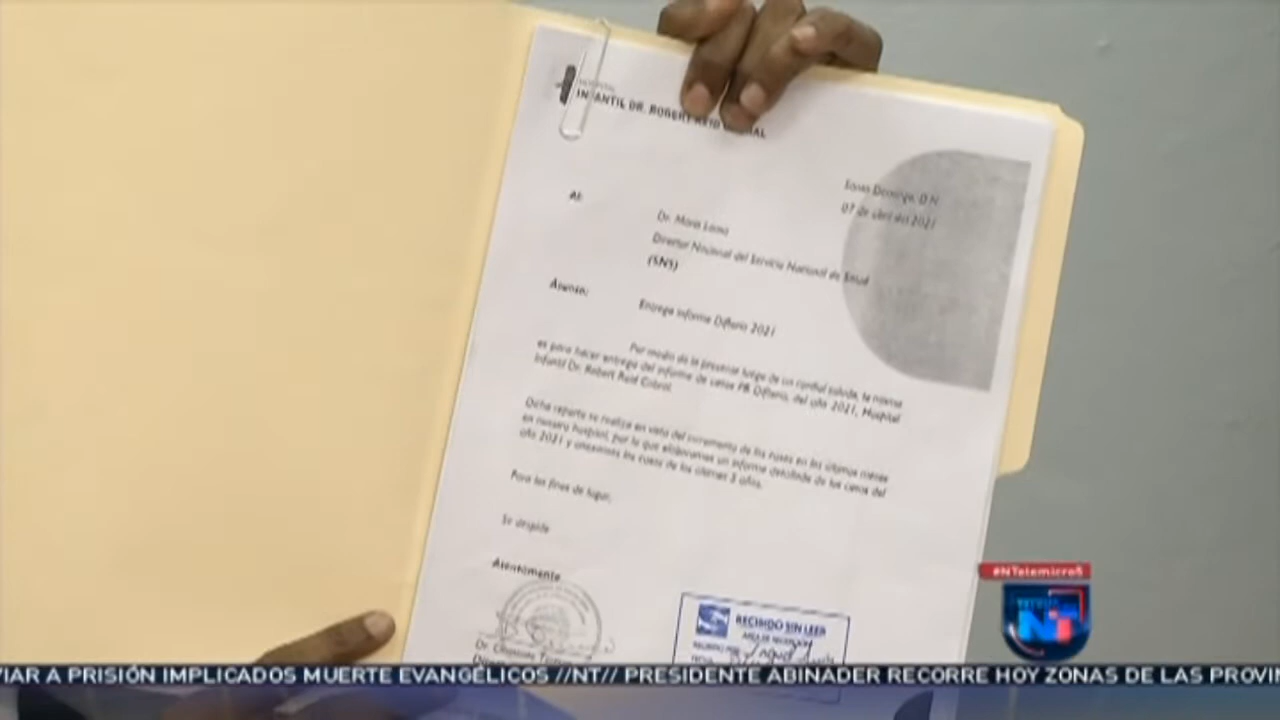 HOSPITAL
INFANTIL DR. ROBERT REID CABRAL
Santo Domingo, D.N.
07 de abril del 2021
Al:
Dr. Mario Lama
Director Nacional del Servicio Nacional de Salud
(SNS)
Asunto:
Entrega informe Difteria 2021
Por medio de la presente luego de un cordial saludo, la misma
es para hacer entrega del informe de casos PB Difteria, del año 2021, Hospital
Infantil Dr. Robert Reid Cabral.
Dicho reporte se realiza en vista del incremento de los casos en los últimos meses
en nuestro hospital, por lo que elaboramos un informe detallado de los casos del
año 2021 y anexamos los casos de los últimos 5 años.
Para los fines de lugar,
Se despide
Atentamente
RECIBIDO SIN LEER
AREA DE RECEPCION
#NTelemicro5
NT
VIAR A PRISIÓN IMPLICADOS MUERTE EVANGÉLICOS //NT// PRESIDENTE ABINADER RECORRE HOY ZONAS DE LAS PROVIN